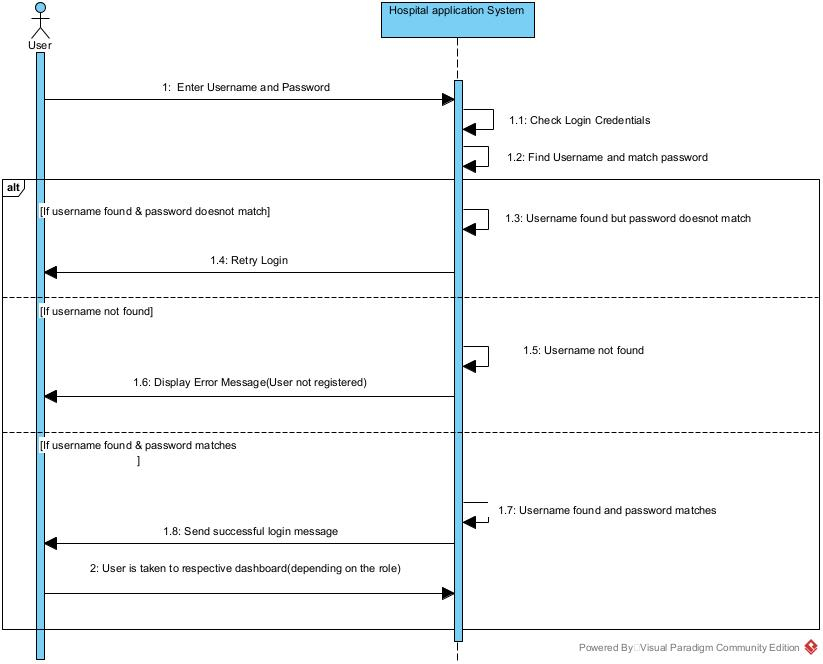 Hospital application System
User
1: Enter Username and Password
1.1: Check Login Credentials
1.2: Find Username and match password
alt
[If username found & password doesnot match]
1.3: Username found but password doesnot match
1.4: Retry Login
[If username not found]
1.5: Username not found
1.6: Display Error Message(User not registered)
[If username found & password matches
]
1.7: Username found and password matches
1.8: Send successful login message
2: User is taken to respective dashboard(depending on the role)
Powered By Visual Paradigm Community Edition